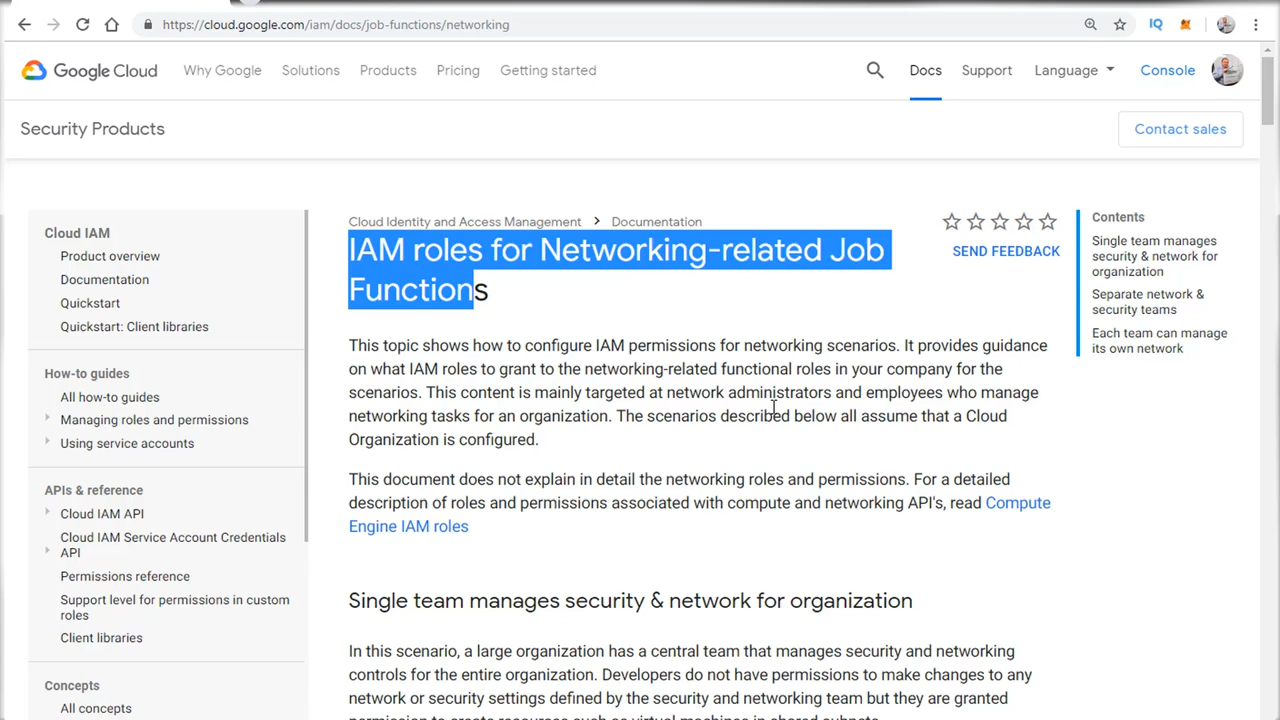 https://cloud.google.com/iam/docs/job-functions/networking
IQ
Google Cloud
Why Google
Solutions
Products
Pricing
Getting started
Docs
Support
Language
Console
Security Products
Contact sales
Cloud IAM
Product overview
Documentation
Quickstart
Quickstart: Client libraries
How-to guides
All how-to guides
Managing roles and permissions
Using service accounts
APIs & reference
Cloud IAM API
Cloud IAM Service Account Credentials
API
Permissions reference
Support level for permissions in custom
roles
Client libraries
Concepts
All concepts
Cloud Identity and Access Management > Documentation
IAM roles for Networking-related Job
Functions
SEND FEEDBACK
This topic shows how to configure IAM permissions for networking scenarios. It provides guidance
on what IAM roles to grant to the networking-related functional roles in your company for the
scenarios. This content is mainly targeted at network administrators and employees who manage
networking tasks for an organization. The scenarios described below all assume that a Cloud
Organization is configured.
This document does not explain in detail the networking roles and permissions. For a detailed
description of roles and permissions associated with compute and networking API's, read Compute
Engine IAM roles
Single team manages security & network for organization
In this scenario, a large organization has a central team that manages security and networking
controls for the entire organization. Developers do not have permissions to make changes to any
network or security settings defined by the security and networking team but they are granted
permission to create resources such as virtual machines in shared subnets.
Contents
Single team manages
security & network for
organization
Separate network &
security teams
Each team can manage
its own network